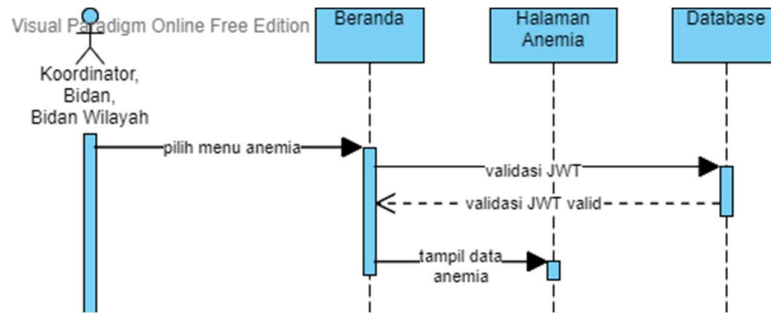 Visual Paradigm Online Free Edition
Beranda
Halaman
Anemia
Database
Koordinator,
Bidan,
Bidan Wilayah
pilih menu anemia
validasi JWT
validasi JWT valid
tampil data
anemia